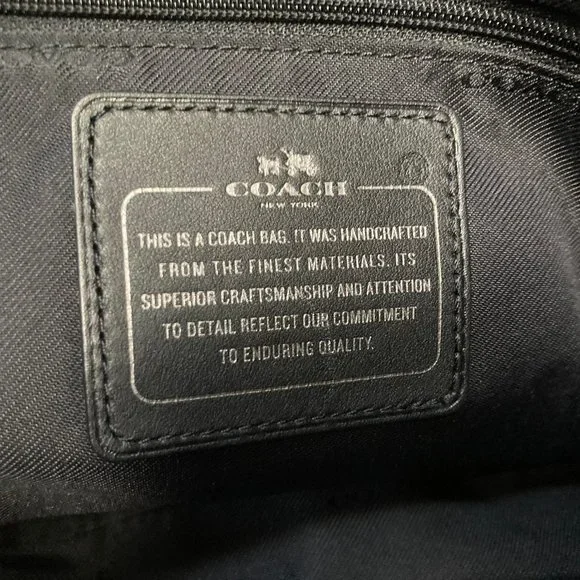 COACH
COACH
NEW YORK
THIS IS A COACH BAG. IT WAS HANDCRAFTED
FROM THE FINEST MATERIALS. ITS
SUPERIOR CRAFTSMANSHIP AND ATTENTION
TO DETAIL REFLECT OUR COMMITMENT
TO ENDURING QUALITY.